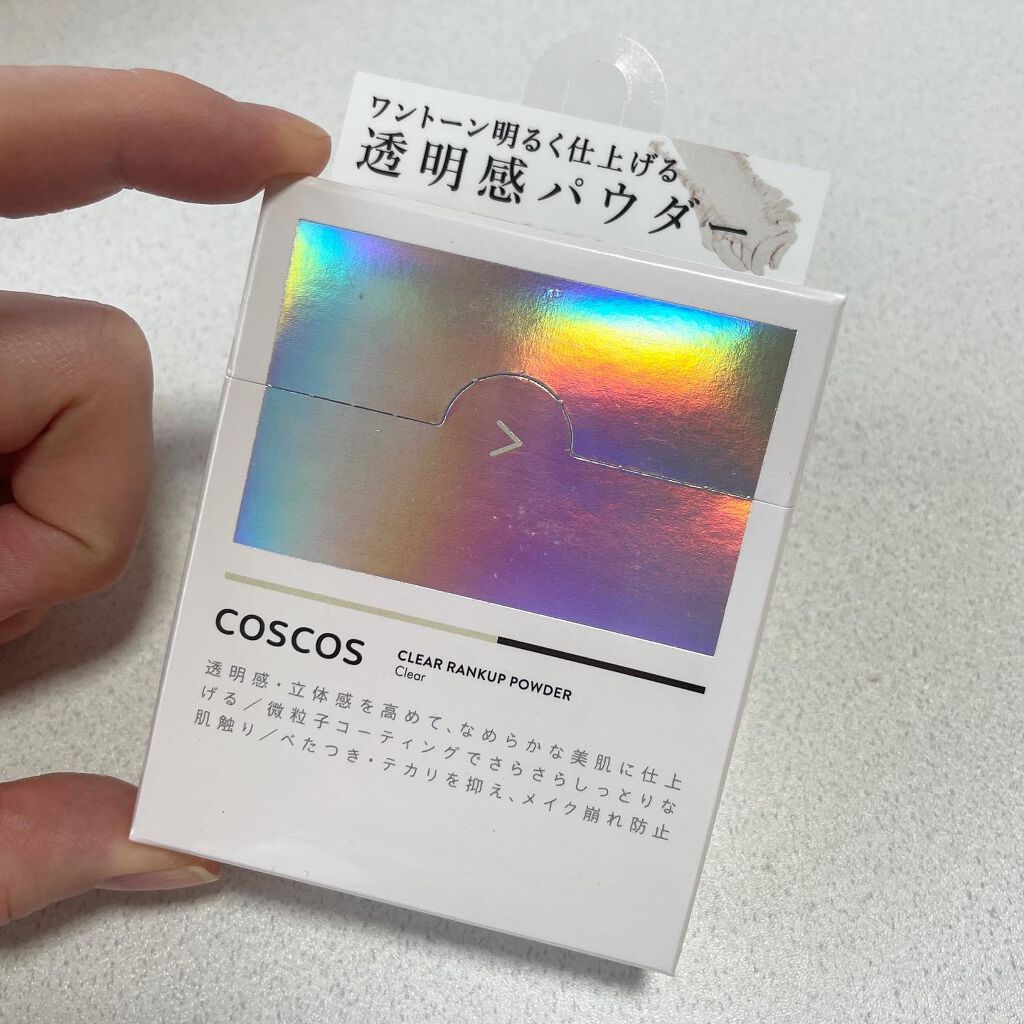 ワントーン明るく仕上げる
透明感パウダー
COSCOS
CLEAR RANKUP POWDER
Clear
透明感・立体感を高めて、なめらかな美肌に仕上
げる／微粒子コーティングでさらさらしっとりな
肌触り／べたつき・テカリを抑え、メイク崩れ防止